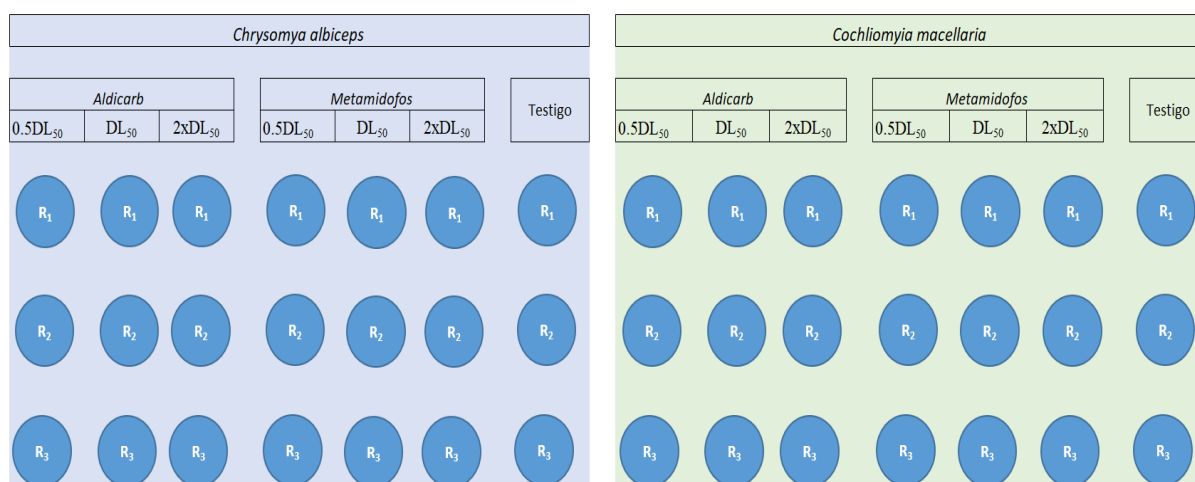 Chrysomya albiceps
Aldicarb Metamidofos Testigo
0.5DL₅₀ DL₅₀ 2xDL₅₀ 0.5DL₅₀ DL₅₀ 2xDL₅₀
R₁ R₁ R₁ R₁ R₁ R₁ R₁
R₂ R₂ R₂ R₂ R₂ R₂ R₂
R₃ R₃ R₃ R₃ R₃ R₃ R₃
Cochliomyia macellaria
Aldicarb Metamidofos Testigo
0.5DL₅₀ DL₅₀ 2xDL₅₀ 0.5DL₅₀ DL₅₀ 2xDL₅₀
R₁ R₁ R₁ R₁ R₁ R₁ R₁
R₂ R₂ R₂ R₂ R₂ R₂ R₂
R₃ R₃ R₃ R₃ R₃ R₃ R₃